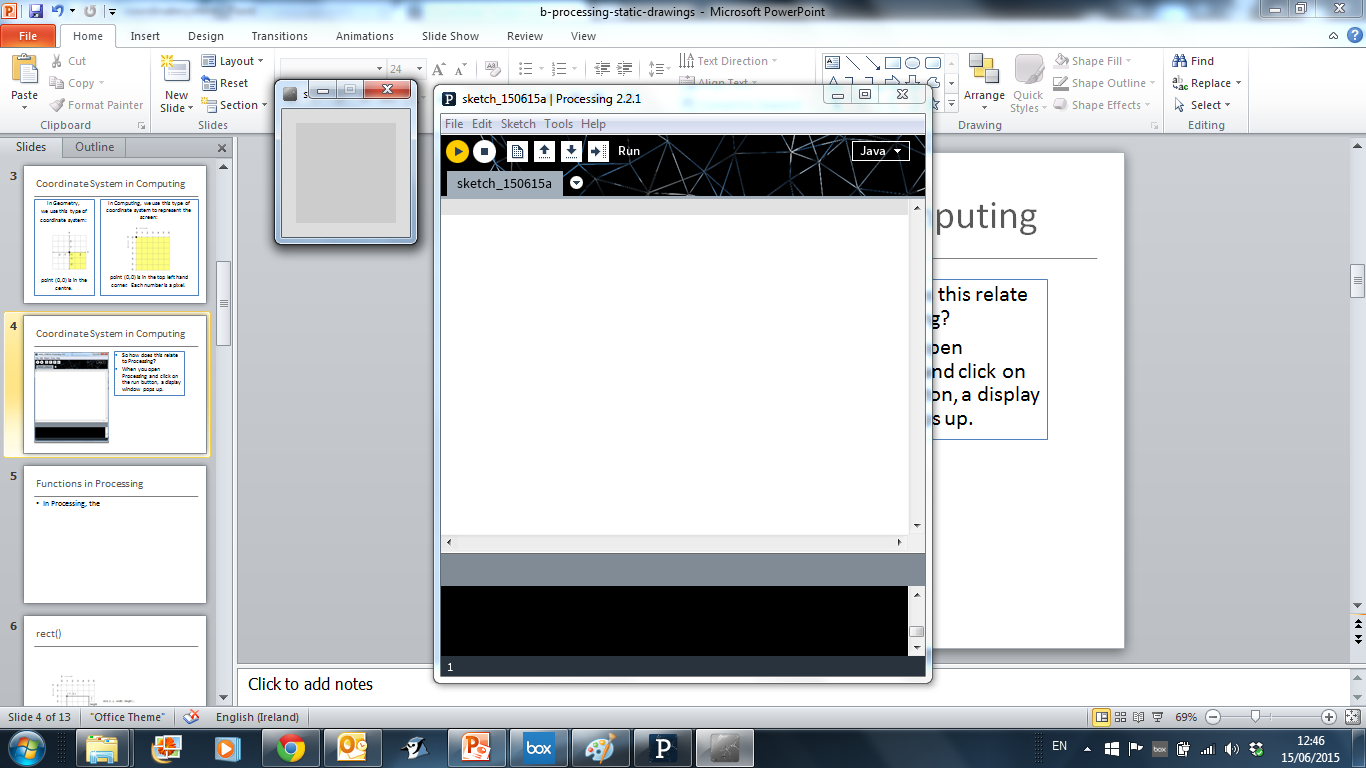 b-processing-static-drawings - Microsoft PowerPoint
File Home Insert Design Transitions Animations Slide Show Review View
Paste
Cut
Copy
Format Painter
Clipboard
New
Slide
Layout
Reset
Section
Slides
24
Text Direction
Align Text
Arrange
Quick
Styles
Shape Fill
Shape Outline
Shape Effects
Drawing
Find
Replace
Select
Editing
Slides Outline
3
Coordinate System in Computing
In Geometry,
we use this type of
coordinate system:
point (0,0) is in the
centre.
In Computing, we use this type of
coordinate system to represent the
screen:
point (0,0) is in the top left hand
corner. Each number is a pixel.
4
Coordinate System in Computing
• So how does this relate
to Processing?
• When you open
Processing and click on
the run button, a display
window pops up.
5
Functions in Processing
• In Processing, the
6
rect()
s
sketch_150615a | Processing 2.2.1
File Edit Sketch Tools Help
Run
Java
sketch_150615a
1
puting
this relate
g?
pen
nd click on
on, a display
s up.
Click to add notes
Slide 4 of 13 "Office Theme" English (Ireland) 69%
box
P
EN
box
12:46
15/06/2015